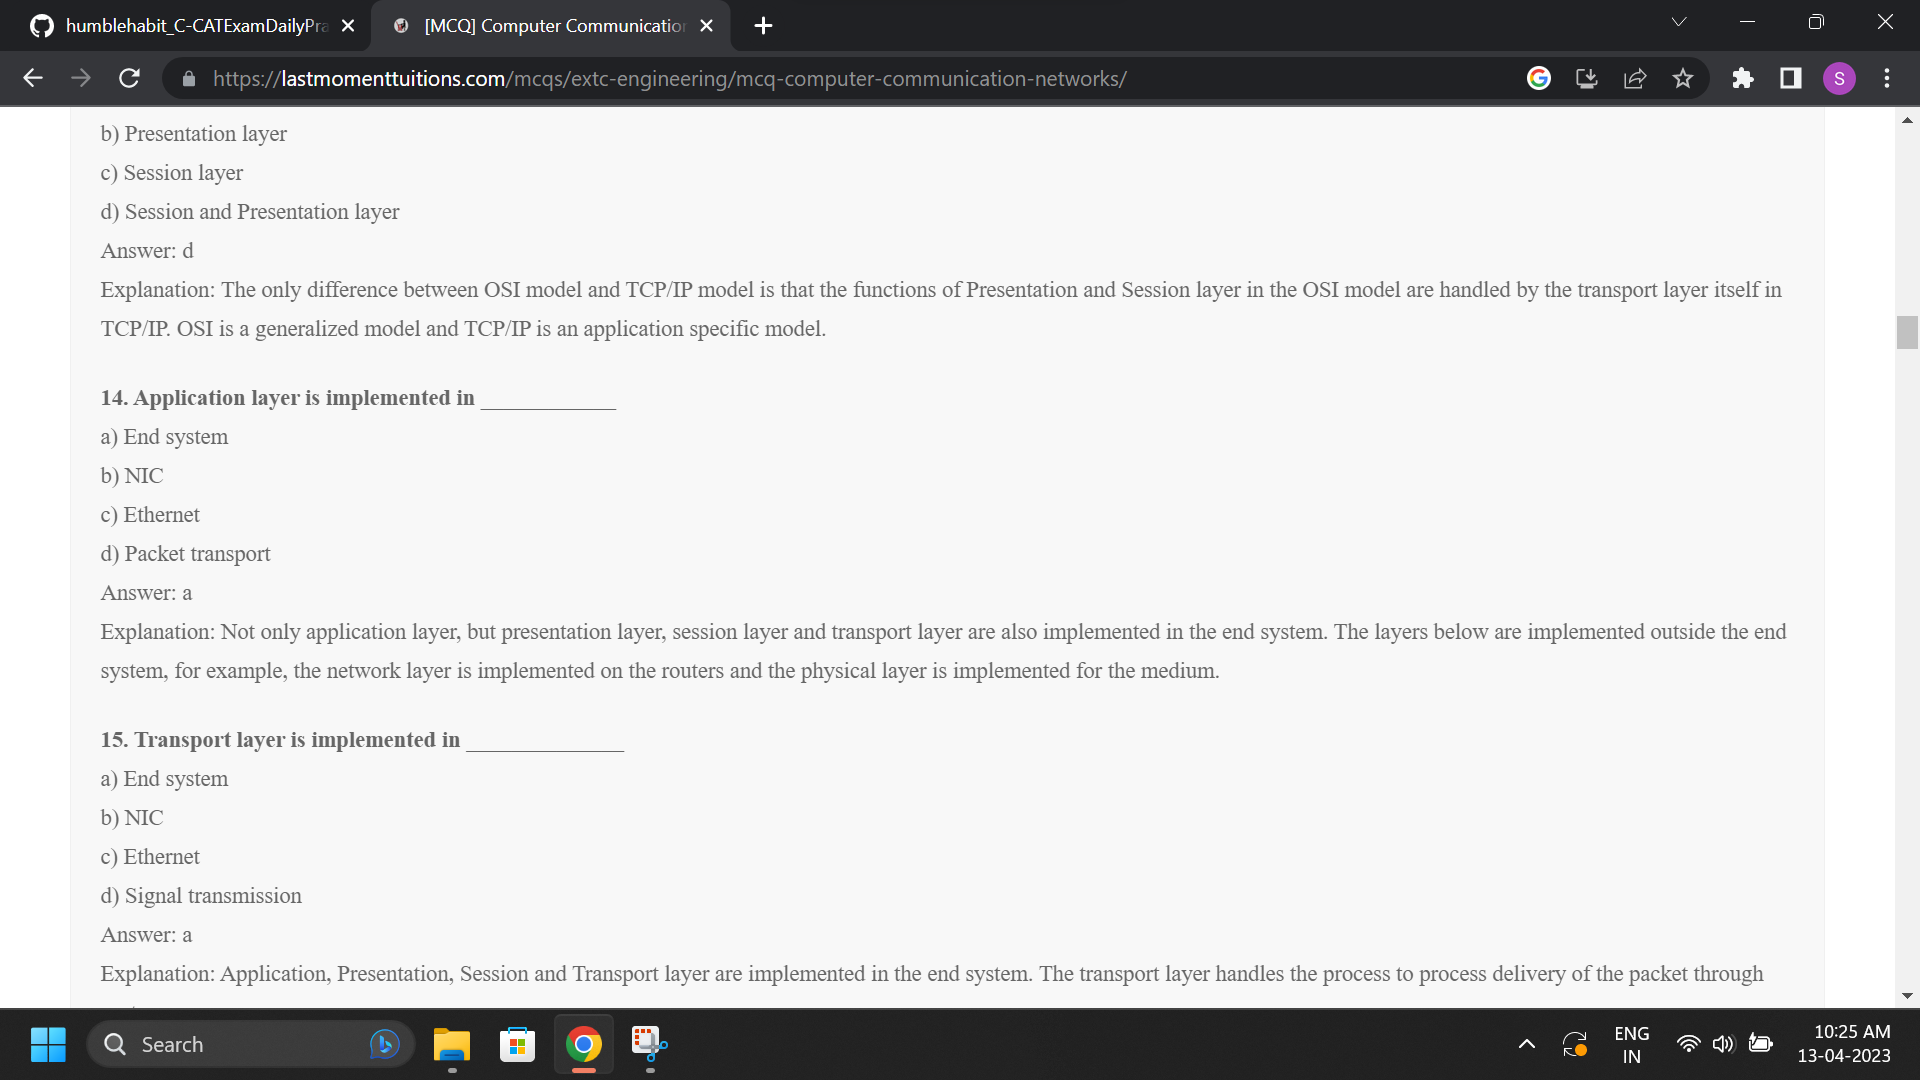 humblehabit_C-CATExamDailyPra
[MCQ] Computer Communication
https://lastmomenttuitions.com/mcqs/extc-engineering/mcq-computer-communication-networks/
S
b) Presentation layer
c) Session layer
d) Session and Presentation layer
Answer: d
Explanation: The only difference between OSI model and TCP/IP model is that the functions of Presentation and Session layer in the OSI model are handled by the transport layer itself in
TCP/IP. OSI is a generalized model and TCP/IP is an application specific model.
14. Application layer is implemented in ____________
a) End system
b) NIC
c) Ethernet
d) Packet transport
Answer: a
Explanation: Not only application layer, but presentation layer, session layer and transport layer are also implemented in the end system. The layers below are implemented outside the end
system, for example, the network layer is implemented on the routers and the physical layer is implemented for the medium.
15. Transport layer is implemented in ______________
a) End system
b) NIC
c) Ethernet
d) Signal transmission
Answer: a
Explanation: Application, Presentation, Session and Transport layer are implemented in the end system. The transport layer handles the process to process delivery of the packet through
Search
ENG
IN
10:25 AM
13-04-2023